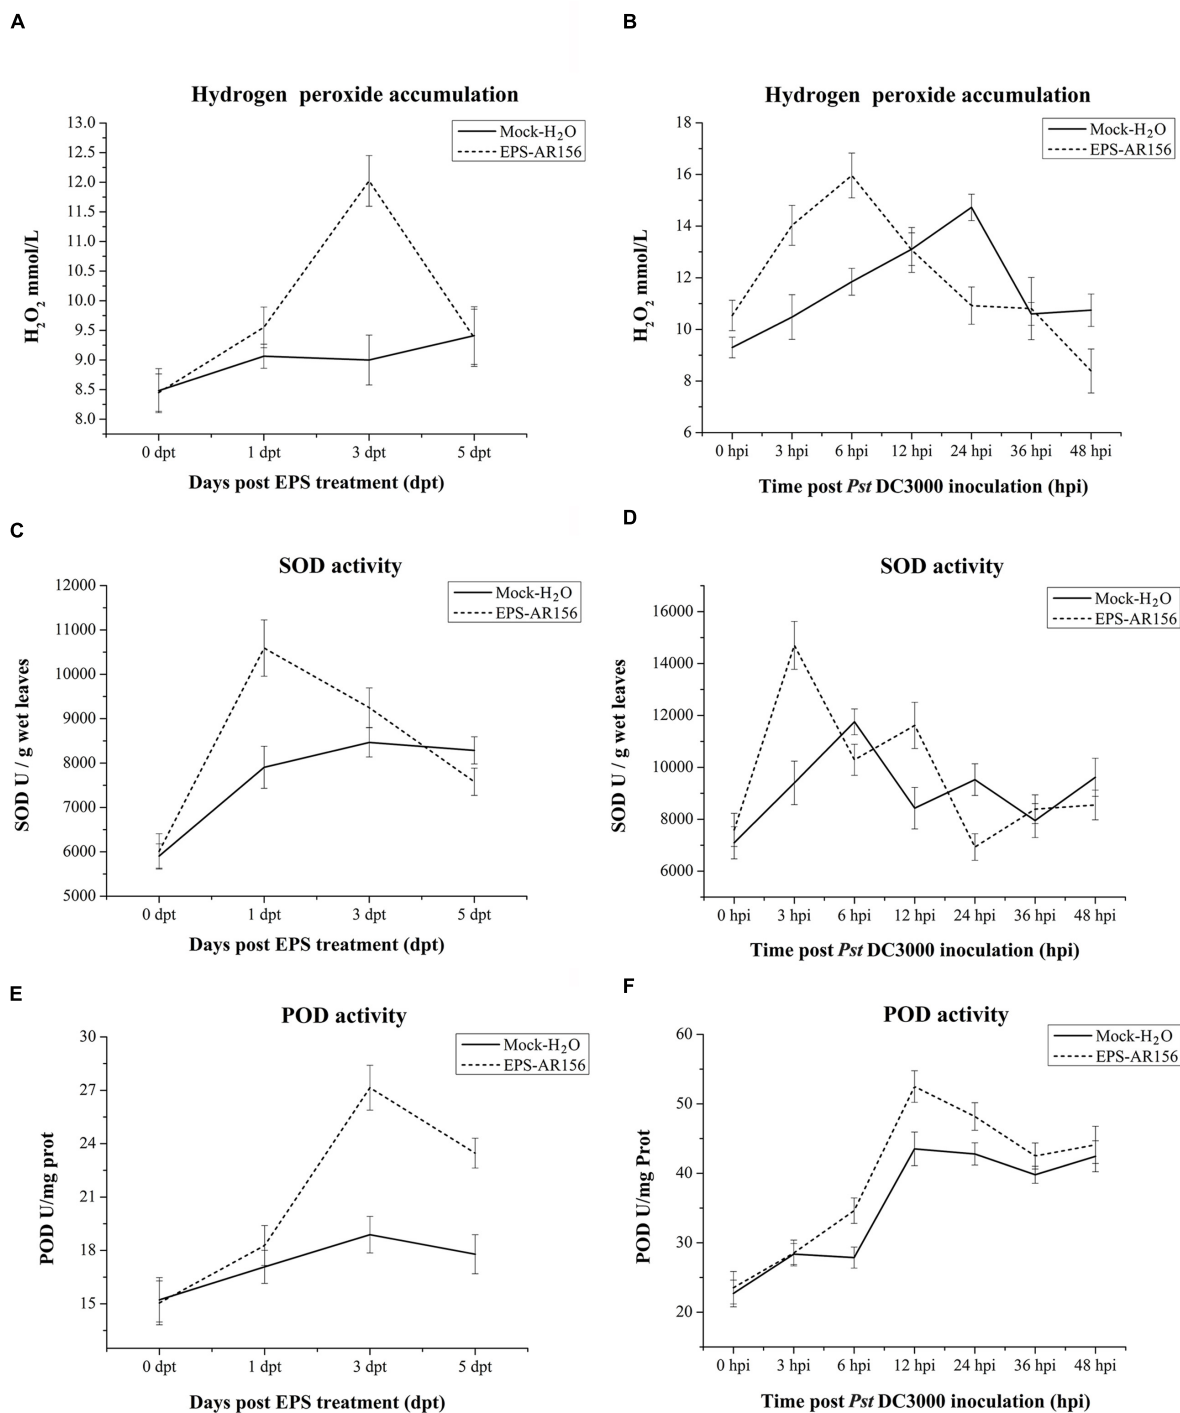 A
Hydrogen peroxide accumulation
Mock-H₂O
EPS-AR156
13.0
12.5
12.0
11.5
11.0
10.5
10.0
9.5
9.0
8.5
8.0
H₂O₂ mmol/L
0 dpt 1 dpt 3 dpt 5 dpt
Days post EPS treatment (dpt)
B
Hydrogen peroxide accumulation
Mock-H₂O
EPS-AR156
18
16
14
12
10
8
6
H₂O₂ mmol/L
0 hpi 3 hpi 6 hpi 12 hpi 24 hpi 36 hpi 48 hpi
Time post Pst DC3000 inoculation (hpi)
C
SOD activity
Mock-H₂O
EPS-AR156
12000
11000
10000
9000
8000
7000
6000
5000
SOD U / g wet leaves
0 dpt 1 dpt 3 dpt 5 dpt
Days post EPS treatment (dpt)
D
SOD activity
Mock-H₂O
EPS-AR156
16000
14000
12000
10000
8000
6000
SOD U / g wet leaves
0 hpi 3 hpi 6 hpi 12 hpi 24 hpi 36 hpi 48 hpi
Time post Pst DC3000 inoculation (hpi)
E
POD activity
Mock-H₂O
EPS-AR156
30
27
24
21
18
15
POD U/mg prot
0 dpt 1 dpt 3 dpt 5 dpt
Days post EPS treatment (dpt)
F
POD activity
Mock-H₂O
EPS-AR156
60
50
40
30
20
POD U/mg Prot
0 hpi 3 hpi 6 hpi 12 hpi 24 hpi 36 hpi 48 hpi
Time post Pst DC3000 inoculation (hpi)